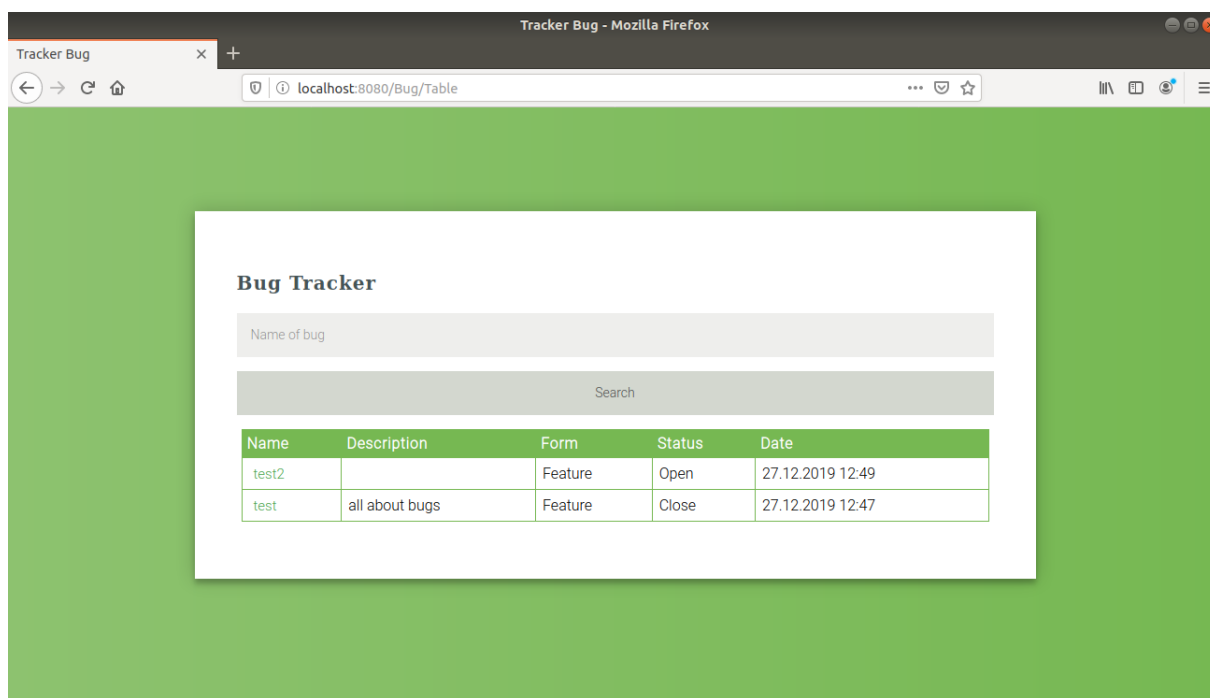 Tracker Bug - Mozilla Firefox
Tracker Bug
localhost:8080/Bug/Table
Bug Tracker
Name of bug
Search
Name Description Form Status Date
test2 Feature Open 27.12.2019 12:49
test all about bugs Feature Close 27.12.2019 12:47